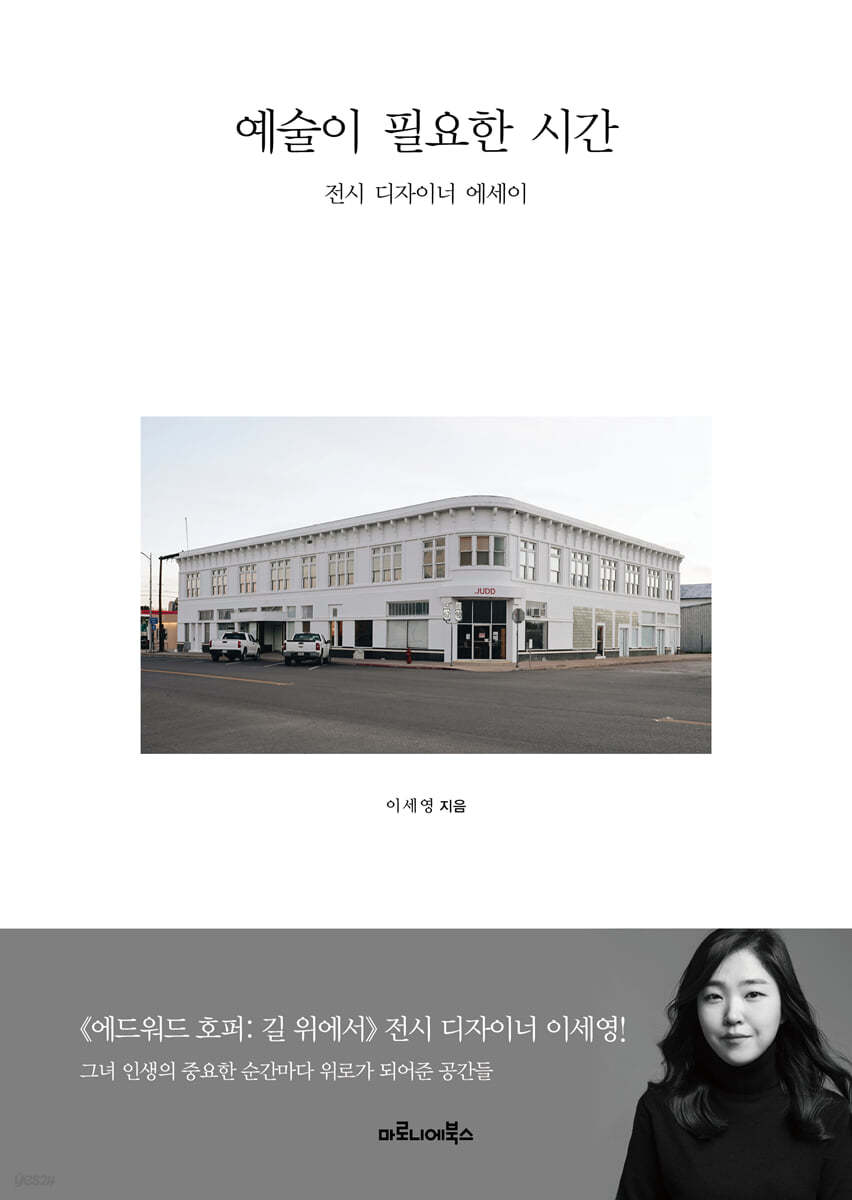 예술이 필요한 시간
전시 디자이너 에세이
JUDD
이세영 지음
《에드워드 호퍼: 길 위에서》 전시 디자이너 이세영!
그녀 인생의 중요한 순간마다 위로가 되어준 공간들
마로니에북스
yes24